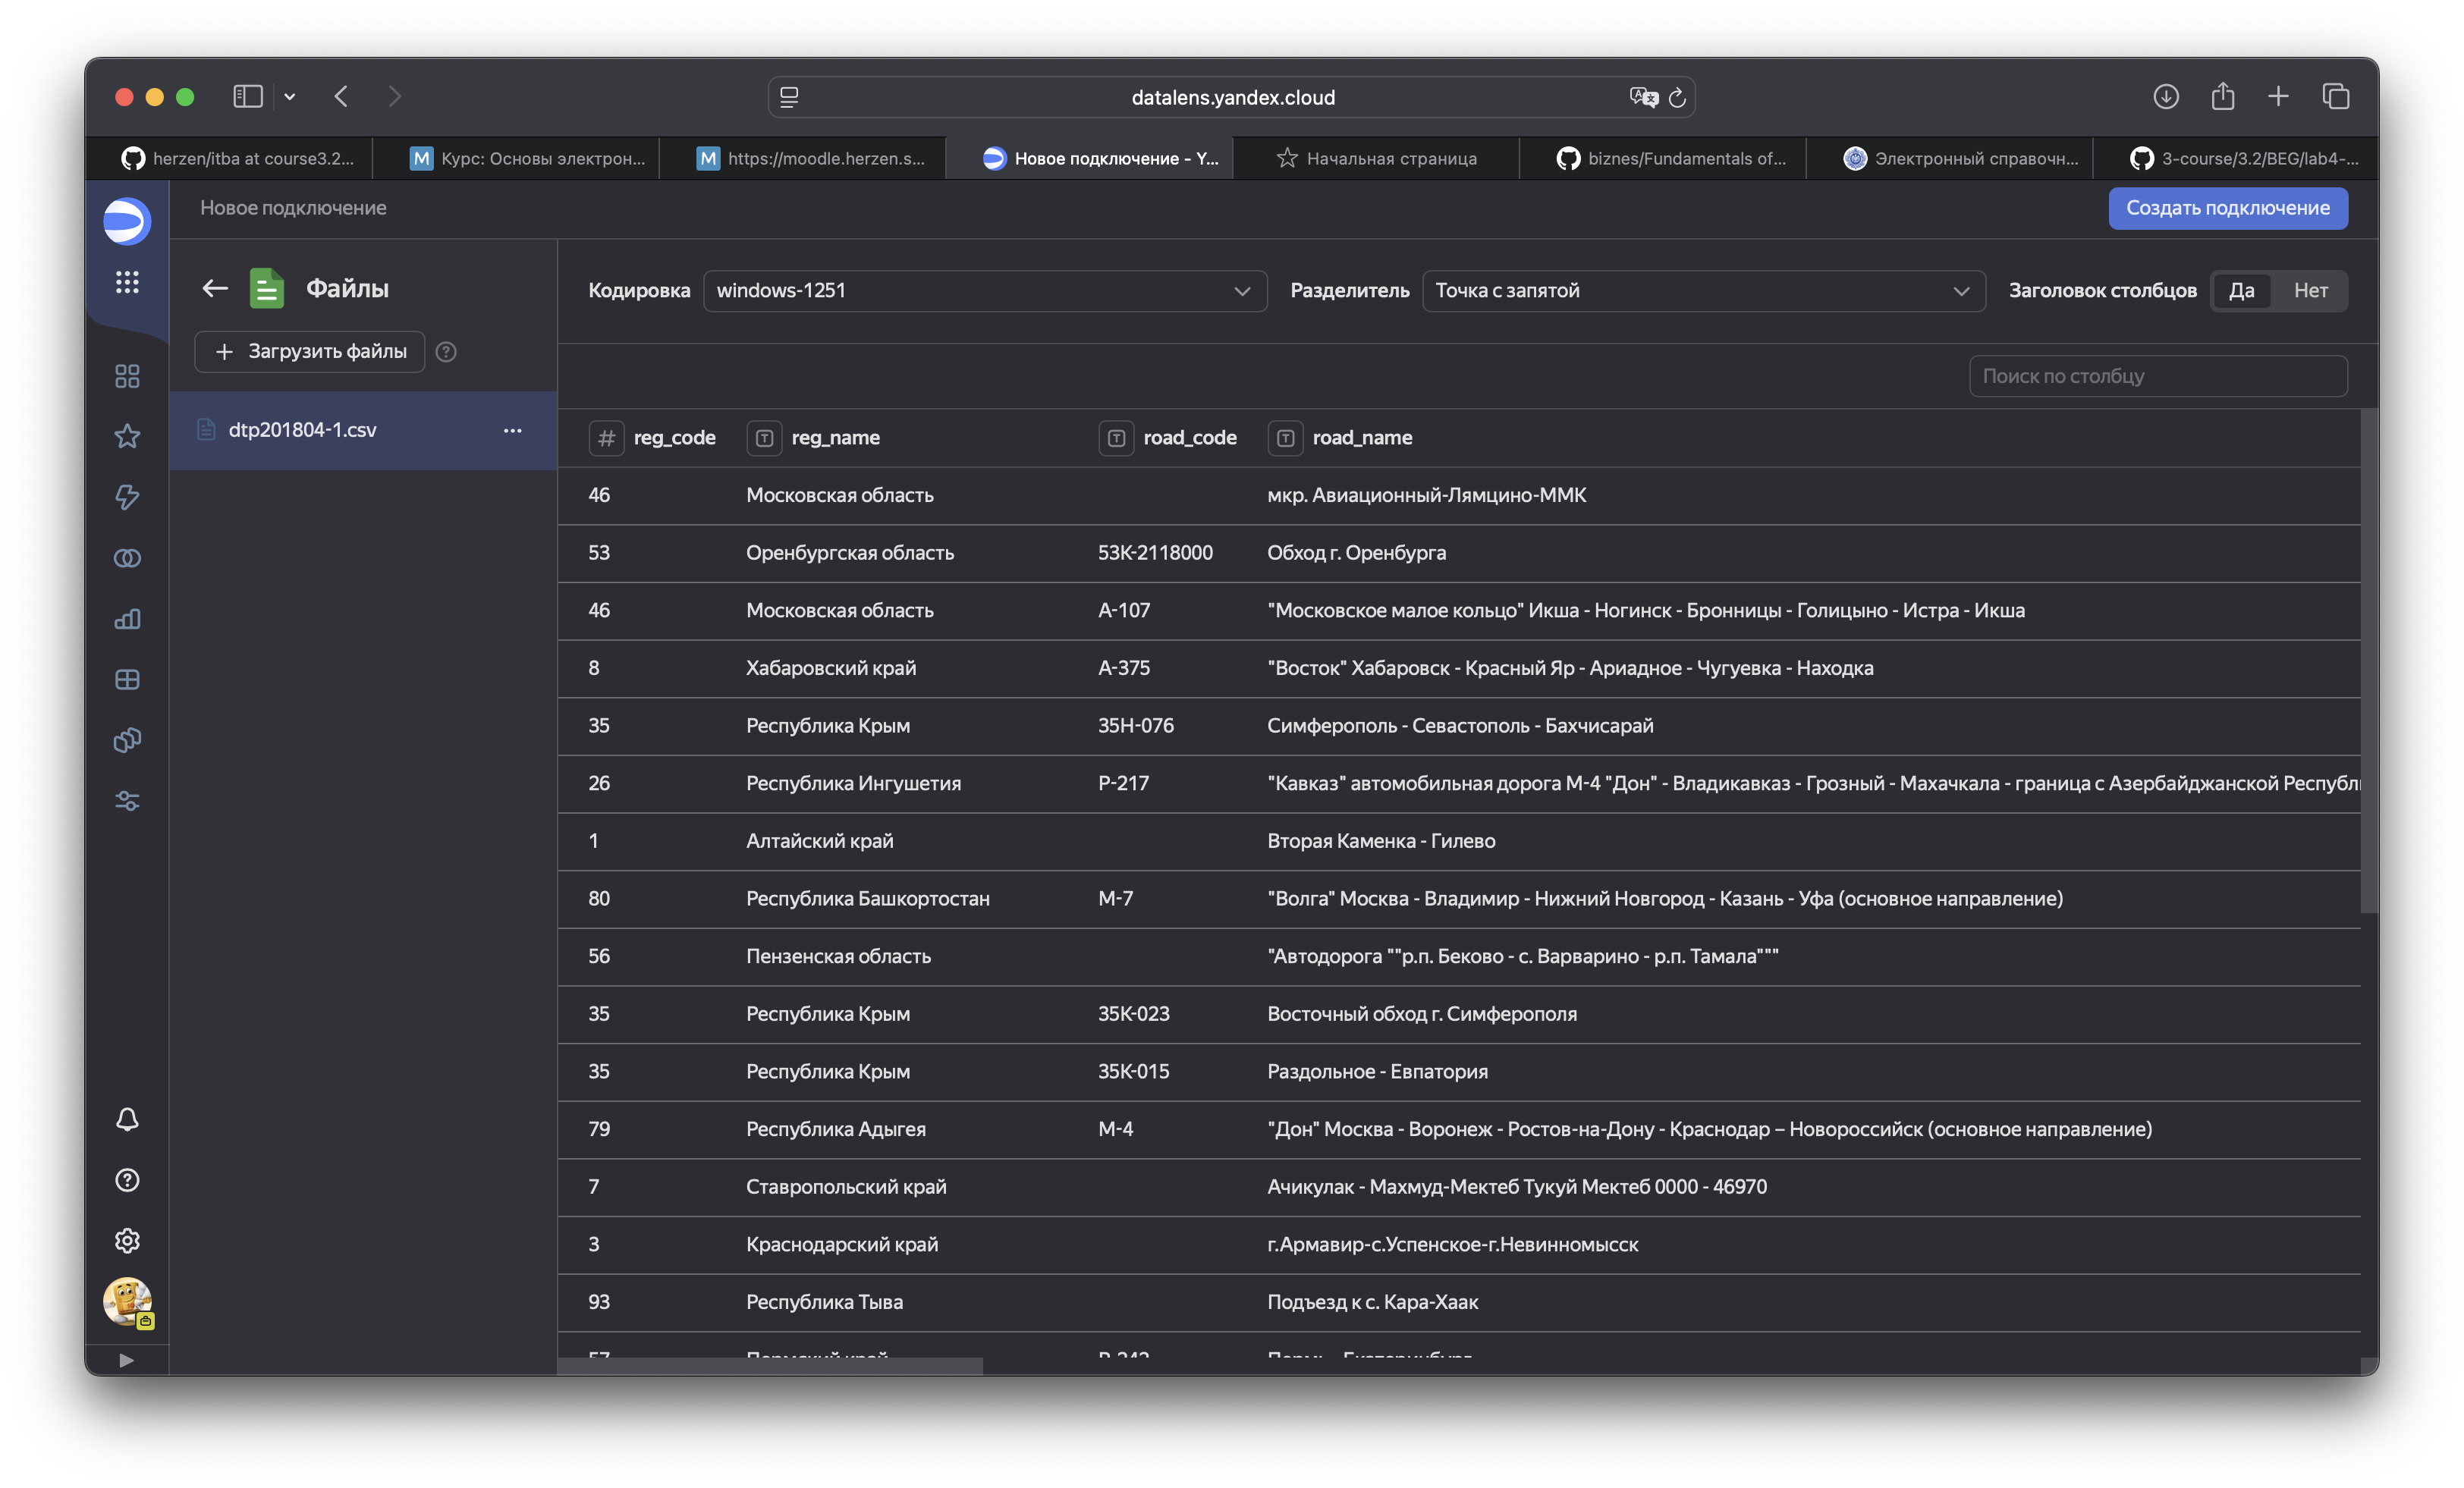 datalens.yandex.cloud
herzen/itba at course3.2...
Курс: Основы электрон...
https://moodle.herzen.s...
Новое подключение - Y...
Начальная страница
biznes/Fundamentals of...
Электронный справочн...
3-course/3.2/BEG/lab4-...
Новое подключение
Создать подключение
Файлы
Кодировка windows-1251 Разделитель Точка с запятой Заголовок столбцов Да Нет
+ Загрузить файлы
Поиск по столбцу
dtp201804-1.csv
reg_code reg_name road_code road_name
46 Московская область мкр. Авиационный-Лямцино-ММК
53 Оренбургская область 53К-2118000 Обход г. Оренбурга
46 Московская область А-107 "Московское малое кольцо" Икша - Ногинск - Бронницы - Голицыно - Истра - Икша
8 Хабаровский край А-375 "Восток" Хабаровск - Красный Яр - Ариадное - Чугуевка - Находка
35 Республика Крым 35Н-076 Симферополь - Севастополь - Бахчисарай
26 Республика Ингушетия Р-217 "Кавказ" автомобильная дорога М-4 "Дон" - Владикавказ - Грозный - Махачкала - граница с Азербайджанской Республи
1 Алтайский край Вторая Каменка - Гилево
80 Республика Башкортостан М-7 "Волга" Москва - Владимир - Нижний Новгород - Казань - Уфа (основное направление)
56 Пензенская область "Автодорога ""р.п. Беково - с. Варварино - р.п. Тамала"""
35 Республика Крым 35К-023 Восточный обход г. Симферополя
35 Республика Крым 35К-015 Раздольное - Евпатория
79 Республика Адыгея М-4 "Дон" Москва - Воронеж - Ростов-на-Дону - Краснодар – Новороссийск (основное направление)
7 Ставропольский край Ачикулак - Махмуд-Мектеб Тукуй Мектеб 0000 - 46970
3 Краснодарский край г.Армавир-с.Успенское-г.Невинномысск
93 Республика Тыва Подъезд к с. Кара-Хаак
57 Пермский край Р-242 Пермь - Екатеринбург